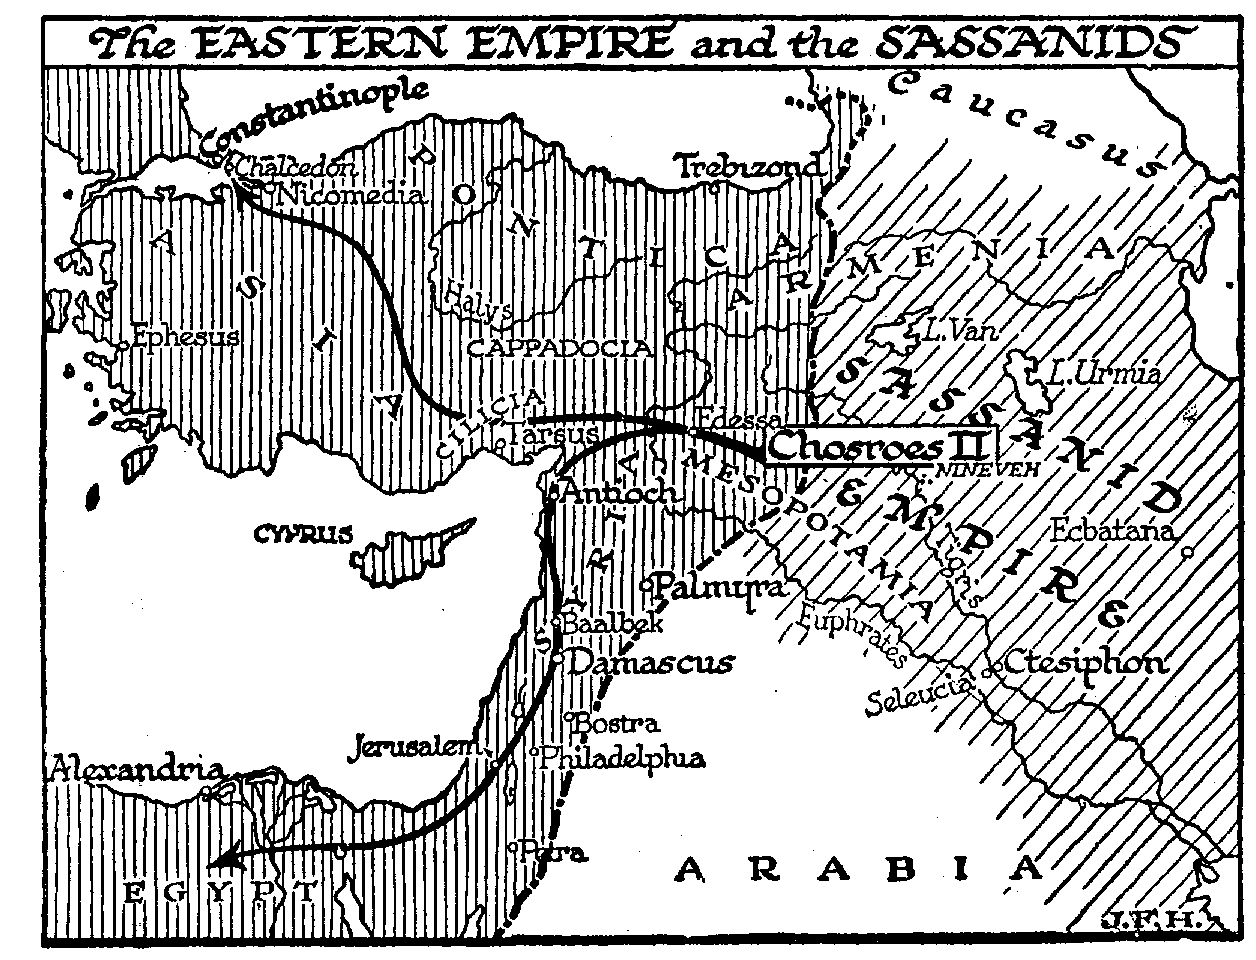 The EASTERN EMPIRE and the SASSANIDS
Constantinople
Caucasus
Chalcedon
Nicomedia
PONTICA
Trebizond
ARMENIA
ASIA
Halys
Ephesus
CAPPADOCIA
L.Van
L.Urmia
SASSANID
EMPIRE
CILICIA
Tarsus
Edessa
Chosroes II
NINEVEH
MESOPOTAMIA
Antioch
SYRIA
CYPRUS
Ecbatana
Tigris
Palmyra
Euphrates
Baalbek
Damascus
Ctesiphon
Seleucia
Bostra
Jerusalem
Philadelphia
Alexandria
Petra
ARABIA
EGYPT
J.F.H.